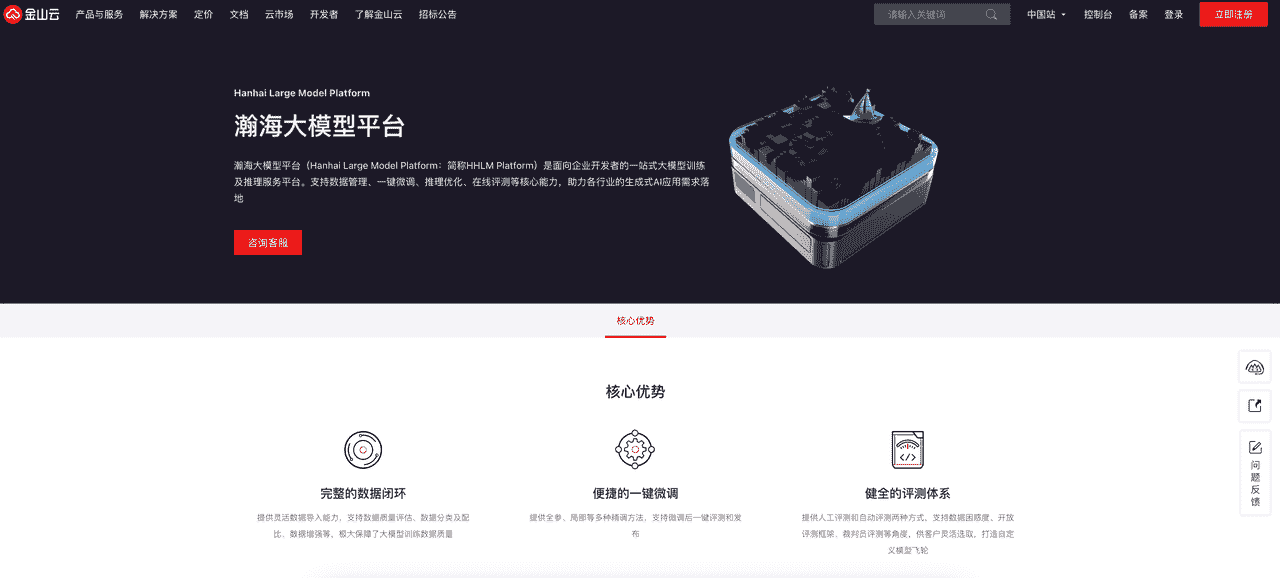 金山云 产品与服务 解决方案 定价 文档 云市场 开发者 了解金山云 招标公告 请输入关键词 中国站 控制台 备案 登录 立即注册
Hanhai Large Model Platform
瀚海大模型平台
瀚海大模型平台（Hanhai Large Model Platform：简称HHLM Platform）是面向企业开发者的一站式大模型训练
及推理服务平台。支持数据管理、一键微调、推理优化、在线评测等核心能力，助力各行业的生成式AI应用需求落
地
咨询客服
核心优势
核心优势
完整的数据闭环
提供灵活数据导入能力，支持数据质量评估、数据分类及配
比、数据增强等，极大保障了大模型训练数据质量
便捷的一键微调
提供全参、局部等多种精调方法，支持微调后一键评测和发
布
健全的评测体系
提供人工评测和自动评测两种方式，支持数据困惑度、开放
评测框架、裁判员评测等角度，供客户灵活选取，打造自定
义模型飞轮
问
题
反
馈